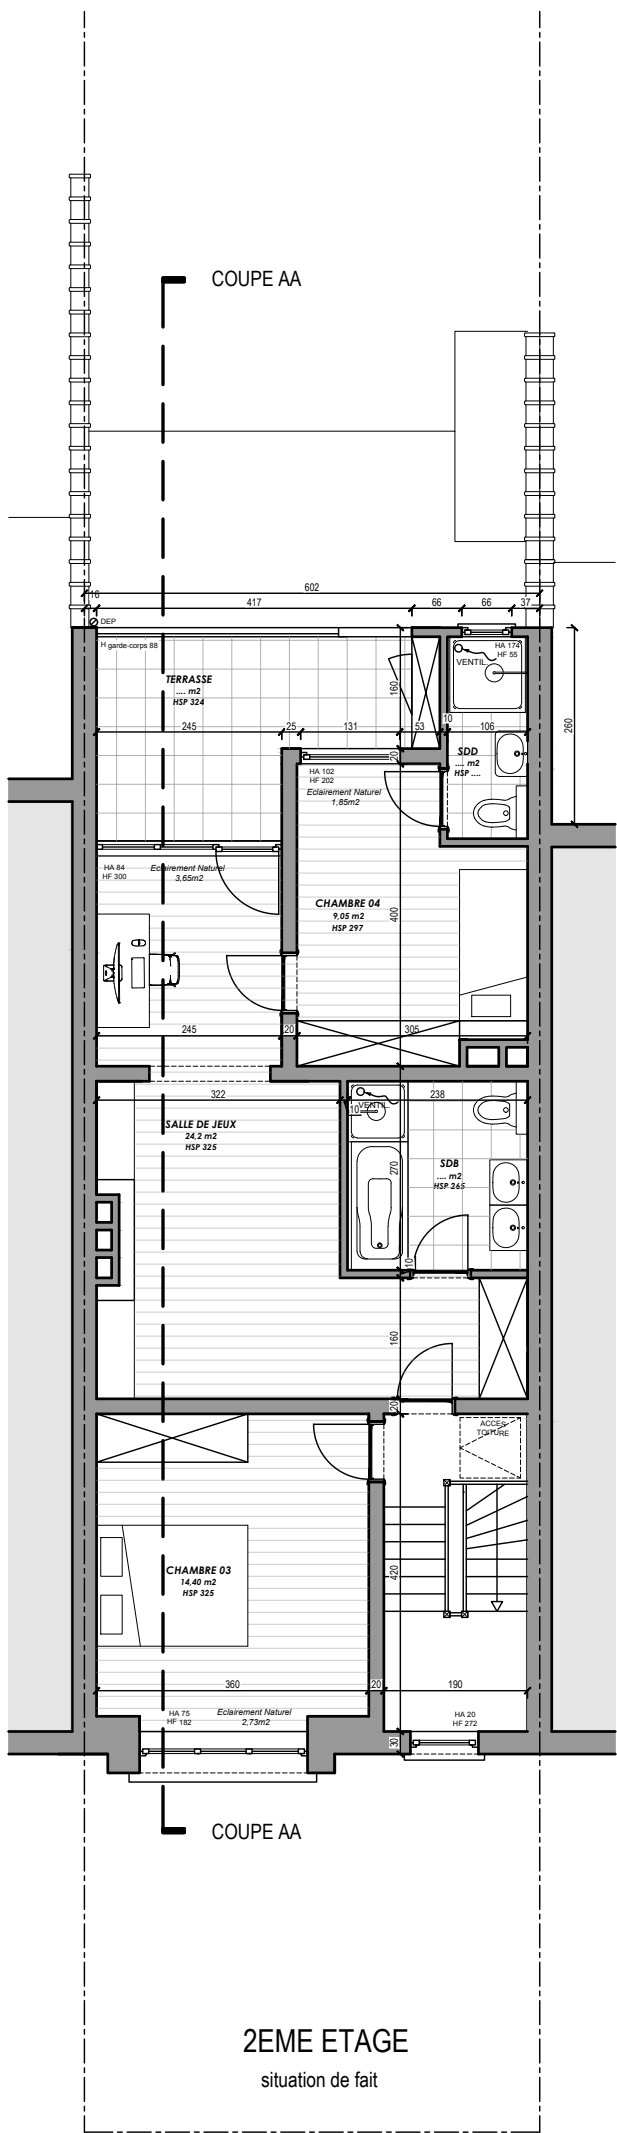 COUPE AA
602
16
417
66
66
37
DEP
H garde-corps 88
HA 174
HF 55
VENTIL.
TERRASSE
.... m2
HSP 324
160
260
245
25
131
53
10
106
20
SDD
.... m2
HSP ....
HA 102
HF 202
Eclairement Naturel
1,85m2
HA 84
HF 300
Eclairement Naturel
3,65m2
CHAMBRE 04
9,05 m2
HSP 297
400
245
20
305
322
10
238
VENTIL.
SALLE DE JEUX
24,2 m2
HSP 325
SDB
.... m2
HSP 265
270
10
160
20
ACCES
TOITURE
CHAMBRE 03
14,40 m2
HSP 325
420
360
20
190
HA 75
HF 182
Eclairement Naturel
2,73m2
HA 20
HF 272
30
COUPE AA
2EME ETAGE
situation de fait